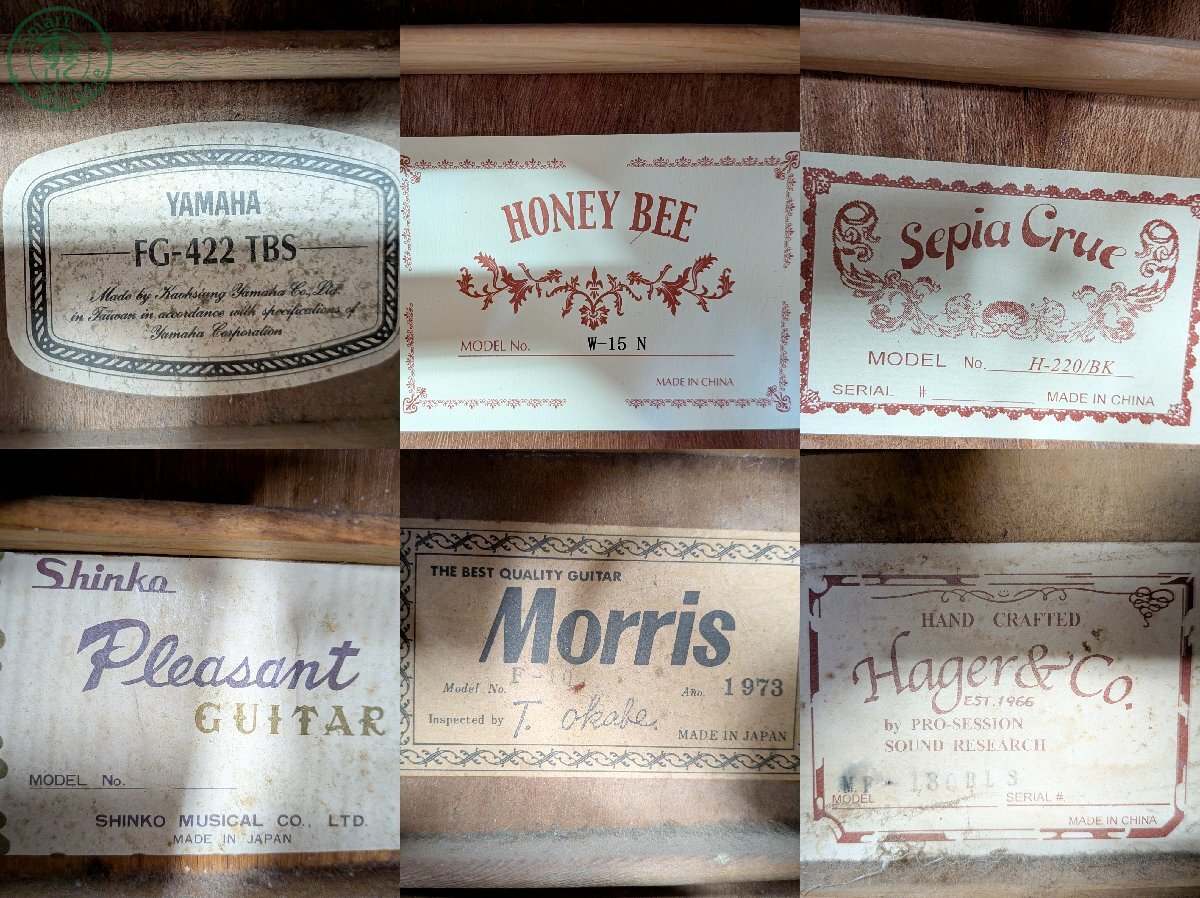 YAMAHA
FG-422 TBS
Made by Kaohsiung Yamaha Co., Ltd.
in Taiwan in accordance with specifications of
Yamaha Corporation
HONEY BEE
MODEL No. W-15 N
MADE IN CHINA
Sepia Crue
MODEL No. H-220/BK
SERIAL #
MADE IN CHINA
Shinko
Pleasant
GUITAR
MODEL No.
SHINKO MUSICAL CO., LTD.
MADE IN JAPAN
THE BEST QUALITY GUITAR
Morris
Model No. F-10 Ano. 1973
Inspected by T. Okabe.
MADE IN JAPAN
HAND CRAFTED
Hager & Co.
EST. 1966
by PRO-SESSION
SOUND RESEARCH
MODEL NF-180BLS SERIAL #
MADE IN CHINA